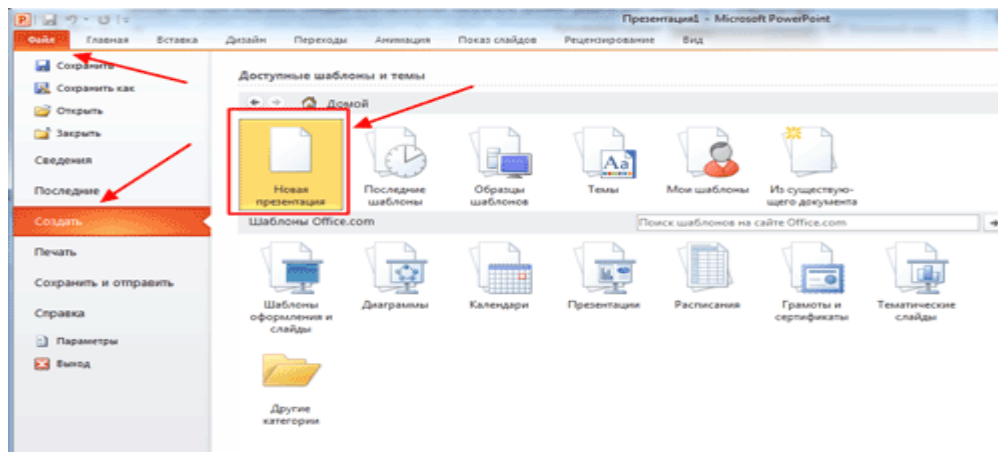 Презентация1 - Microsoft PowerPoint
Файл Главная Вставка Дизайн Переходы Анимация Показ слайдов Рецензирование Вид
Сохранить
Сохранить как
Открыть
Закрыть
Сведения
Последние
Создать
Печать
Сохранить и отправить
Справка
Параметры
Выход
Доступные шаблоны и темы
Домой
Новая
презентация
Последние
шаблоны
Образцы
шаблонов
Темы
Мои шаблоны
Из существую-
щего документа
Шаблоны Office.com
Поиск шаблонов на сайте Office.com
Шаблоны
оформления и
слайды
Диаграммы
Календари
Презентации
Расписания
Грамоты и
сертификаты
Тематические
слайды
Другие
категории